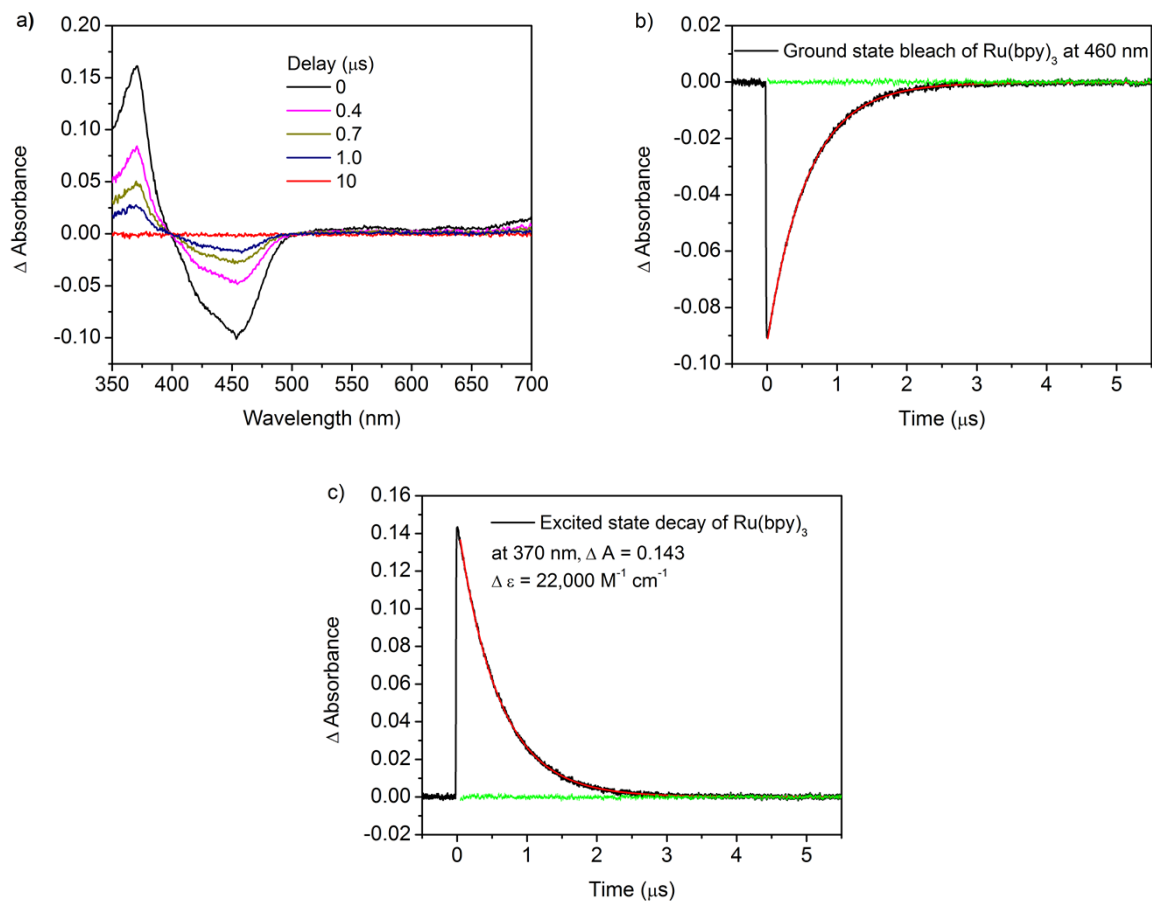 a)
0.20
0.15
0.10
0.05
0.00
-0.05
-0.10
Δ Absorbance
350 400 450 500 550 600 650 700
Wavelength (nm)
Delay (μs)
0
0.4
0.7
1.0
10
b)
0.02
0.00
-0.02
-0.04
-0.06
-0.08
-0.10
Δ Absorbance
0 1 2 3 4 5
Time (μs)
Ground state bleach of Ru(bpy)₃ at 460 nm
c)
0.16
0.14
0.12
0.10
0.08
0.06
0.04
0.02
0.00
-0.02
Δ Absorbance
0 1 2 3 4 5
Time (μs)
Excited state decay of Ru(bpy)₃
at 370 nm, Δ A = 0.143
Δ ε = 22,000 M⁻¹ cm⁻¹